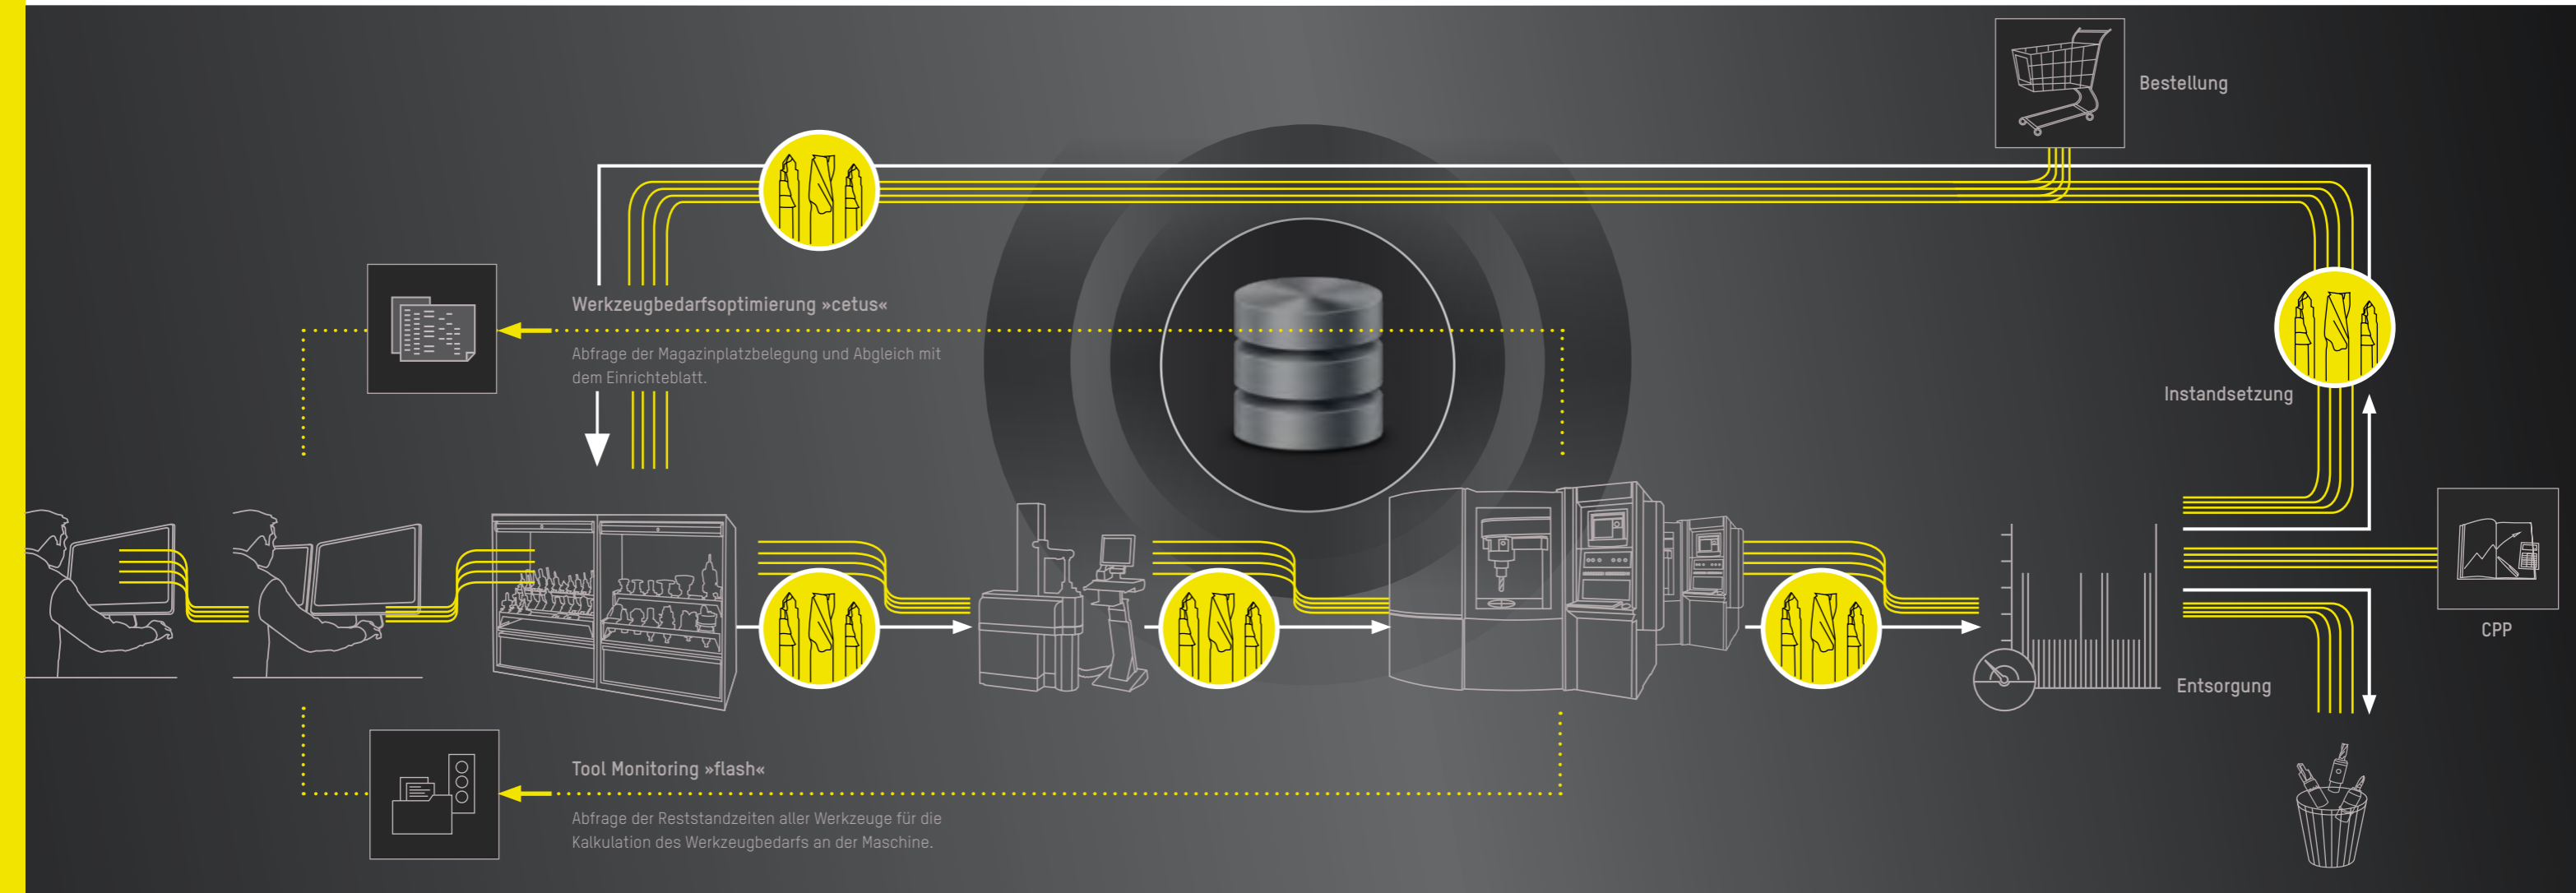 Bestellung
Werkzeugbedarfsoptimierung »cetus«
Abfrage der Magazinplatzbelegung und Abgleich mit
dem Einrichteblatt.
Instandsetzung
CPP
Entsorgung
Tool Monitoring »flash«
Abfrage der Reststandzeiten aller Werkzeuge für die
Kalkulation des Werkzeugbedarfs an der Maschine.